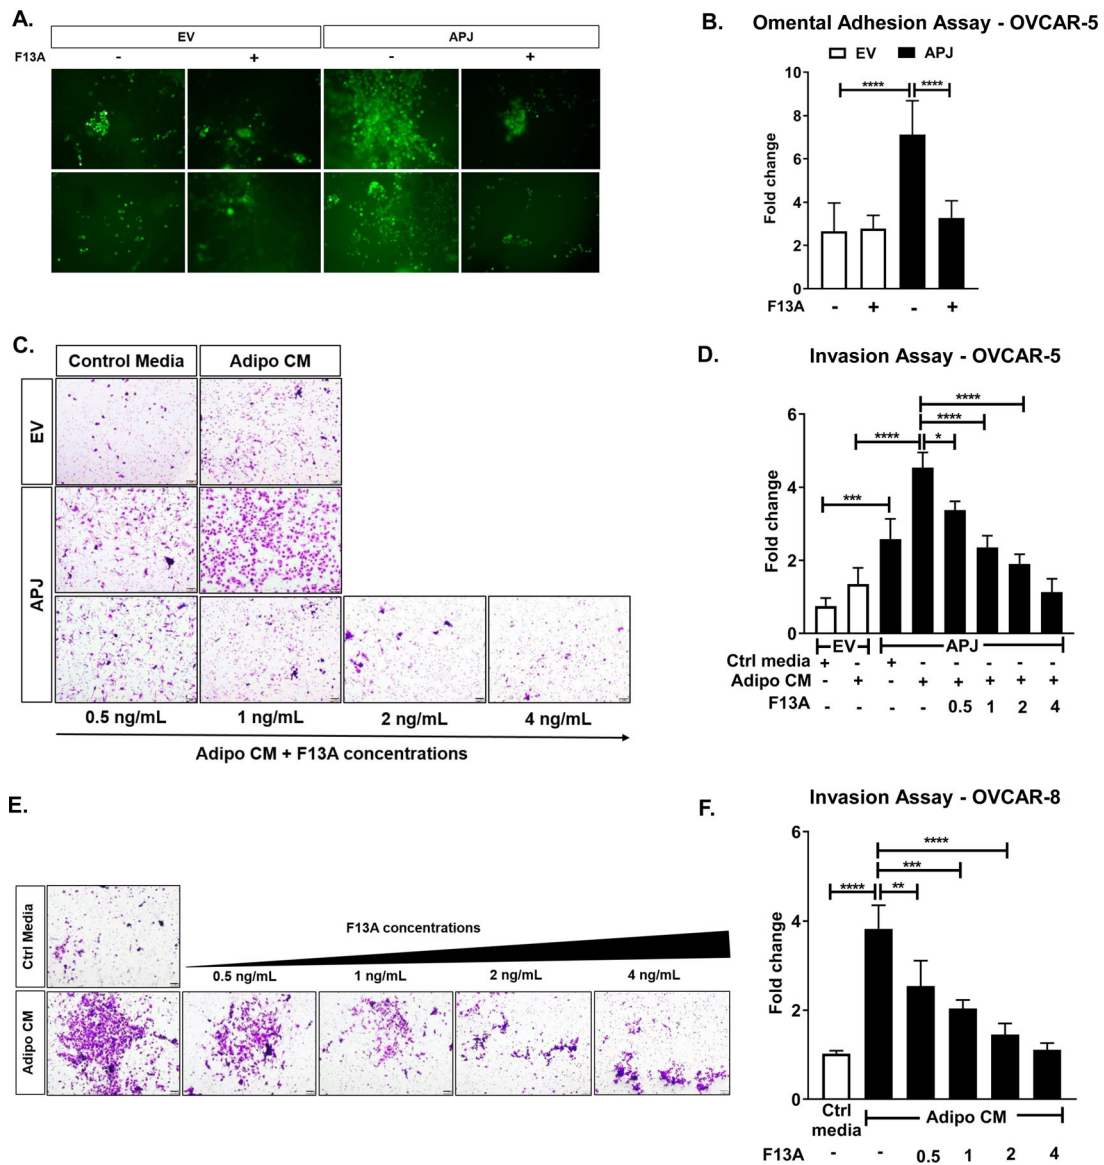 A.
EV APJ
F13A - + - +
B. Omental Adhesion Assay - OVCAR-5
EV APJ
**** ****
Fold change
10
8
6
4
2
0
F13A - + - +
C.
Control Media Adipo CM
EV
APJ
0.5 ng/mL 1 ng/mL 2 ng/mL 4 ng/mL
Adipo CM + F13A concentrations
D. Invasion Assay - OVCAR-5
****
****
**** *
***
Fold change
6
4
2
0
EV APJ
Ctrl media + - + - - - - -
Adipo CM - + - + + + + +
F13A - - - - 0.5 1 2 4
E.
Ctrl Media
F13A concentrations
0.5 ng/mL 1 ng/mL 2 ng/mL 4 ng/mL
Adipo CM
F. Invasion Assay - OVCAR-8
****
***
**** **
Fold change
6
4
2
0
Ctrl media Adipo CM
F13A - - 0.5 1 2 4